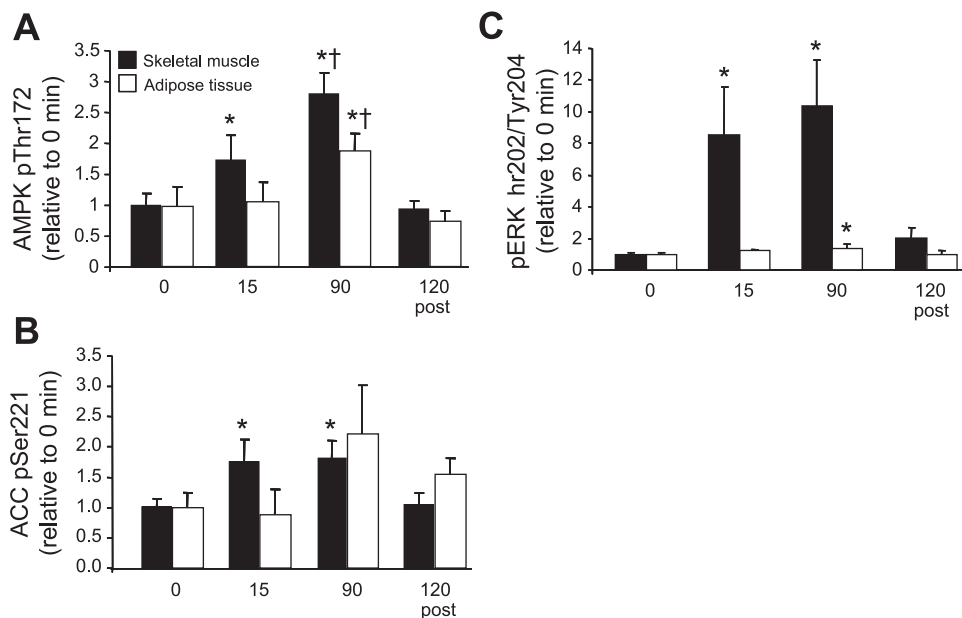 A
AMPK pThr172
(relative to 0 min)
3.5
3
2.5
2
1.5
1
0.5
0
Skeletal muscle
Adipose tissue
*
*†
*†
0 15 90 120
post
B
ACC pSer221
(relative to 0 min)
3.5
3.0
2.5
2.0
1.5
1.0
0.5
0.0
*
*
0 15 90 120
post
C
pERK hr202/Tyr204
(relative to 0 min)
14
12
10
8
6
4
2
0
*
*
*
0 15 90 120
post